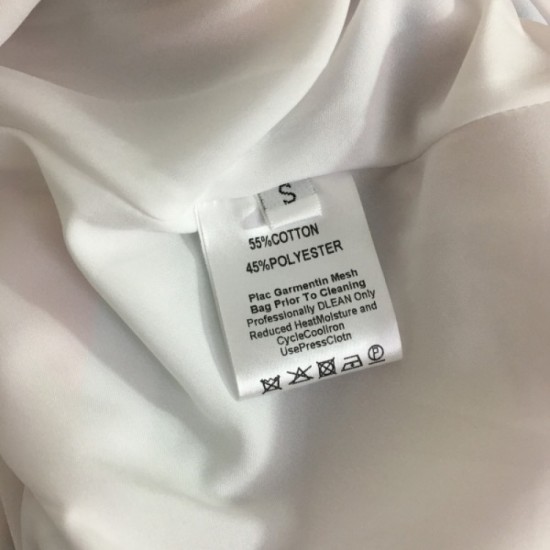 S
55%COTTON
45%POLYESTER
Plac Garmentin Mesh
Bag Prior To Cleaning
Professionally DLEAN Only
Reduced HeatMoisture and
CycleCoolIron
UsePressClotn
P